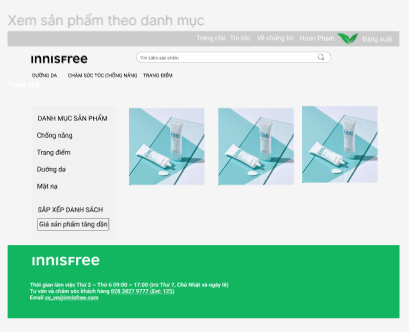 Xem sản phẩm theo danh mục
Trang chủ Tin tức Về chúng tôi Hoan Pham Đăng xuất
INNISFREE Tìm kiếm sản phẩm
DƯỠNG DA CHĂM SÓC TÓC CHỐNG NẮNG TRANG ĐIỂM
DANH MỤC SẢN PHẨM
Chống nắng
Trang điểm
Dưỡng da
Mặt nạ
SẮP XẾP DANH SÁCH
Giá sản phẩm tăng dần
INNISFREE
Thời gian làm việc Thứ 2 – Thứ 6 09:00 – 17:00 (trừ Thứ 7, Chủ Nhật và ngày lễ)
Tư vấn và chăm sóc khách hàng 028 3827 9777 (Ext: 125)
Email cs_vn@innisfree.com